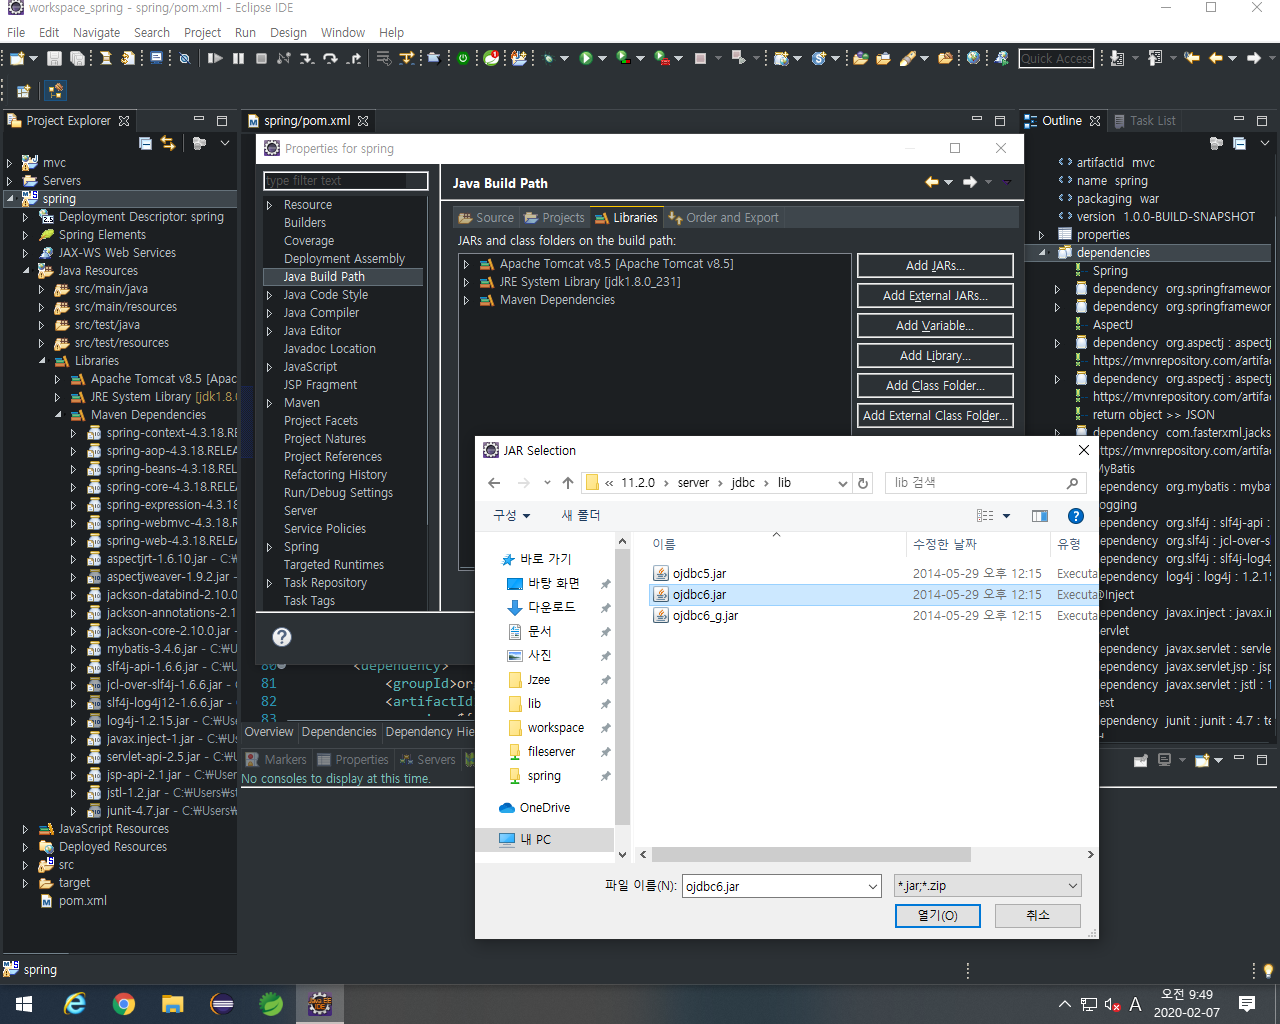 workspace_spring - spring/pom.xml - Eclipse IDE
File Edit Navigate Search Project Run Design Window Help
Quick Access
Project Explorer
mvc
Servers
spring
Deployment Descriptor: spring
Spring Elements
JAX-WS Web Services
Java Resources
src/main/java
src/main/resources
src/test/java
src/test/resources
Libraries
Apache Tomcat v8.5 [Apac
JRE System Library [jdk1.8.0
Maven Dependencies
spring-context-4.3.18.RE
spring-aop-4.3.18.RELEA
spring-beans-4.3.18.REL
spring-core-4.3.18.RELEA
spring-expression-4.3.18
spring-webmvc-4.3.18.R
spring-web-4.3.18.RELEA
aspectjrt-1.6.10.jar - C:₩
aspectjweaver-1.9.2.jar -
jackson-databind-2.10.0
jackson-annotations-2.1
jackson-core-2.10.0.jar -
mybatis-3.4.6.jar - C:₩U
slf4j-api-1.6.6.jar - C:₩U
jcl-over-slf4j-1.6.6.jar - C
slf4j-log4j12-1.6.6.jar - C
log4j-1.2.15.jar - C:₩Use
javax.inject-1.jar - C:₩Us
servlet-api-2.5.jar - C:₩U
jsp-api-2.1.jar - C:₩User
jstl-1.2.jar - C:₩Users₩st
junit-4.7.jar - C:₩Users₩
JavaScript Resources
Deployed Resources
src
target
pom.xml
spring/pom.xml
Properties for spring
type filter text
Resource
Builders
Coverage
Deployment Assembly
Java Build Path
Java Code Style
Java Compiler
Java Editor
Javadoc Location
JavaScript
JSP Fragment
Maven
Project Facets
Project Natures
Project References
Refactoring History
Run/Debug Settings
Server
Service Policies
Spring
Targeted Runtimes
Task Repository
Task Tags
Java Build Path
Source Projects Libraries Order and Export
JARs and class folders on the build path:
Apache Tomcat v8.5 [Apache Tomcat v8.5]
JRE System Library [jdk1.8.0_231]
Maven Dependencies
Add JARs...
Add External JARs...
Add Variable...
Add Library...
Add Class Folder...
Add External Class Folder...
80 <dependency>
81 <groupId>org
82 <artifactId
83
Overview Dependencies Dependency Hie
Markers Properties Servers
No consoles to display at this time.
JAR Selection
« 11.2.0 › server › jdbc › lib
lib 검색
구성 새 폴더
바로 가기
바탕 화면
다운로드
문서
사진
Jzee
lib
workspace
fileserver
spring
OneDrive
내 PC
이름 수정한 날짜 유형
ojdbc5.jar 2014-05-29 오후 12:15 Executa
ojdbc6.jar 2014-05-29 오후 12:15 Executa
ojdbc6_g.jar 2014-05-29 오후 12:15 Executa
파일 이름(N): ojdbc6.jar
*.jar;*.zip
열기(O) 취소
Outline Task List
artifactId mvc
name spring
packaging war
version 1.0.0-BUILD-SNAPSHOT
properties
dependencies
Spring
dependency org.springframewor
dependency org.springframewor
AspectJ
dependency org.aspectj : aspectj
https://mvnrepository.com/artifac
dependency org.aspectj : aspectj
https://mvnrepository.com/artifac
return object >> JSON
dependency com.fasterxml.jacks
https://mvnrepository.com/artifac
MyBatis
ependency org.mybatis : mybat
ogging
ependency org.slf4j : slf4j-api :
ependency org.slf4j : jcl-over-s
ependency org.slf4j : slf4j-log4
ependency log4j : log4j : 1.2.15
@Inject
ependency javax.inject : javax.in
ervlet
ependency javax.servlet : servle
ependency javax.servlet.jsp : jsp
ependency javax.servlet : jstl : 1
est
ependency junit : junit : 4.7 : te
spring
A
오전 9:49
2020-02-07